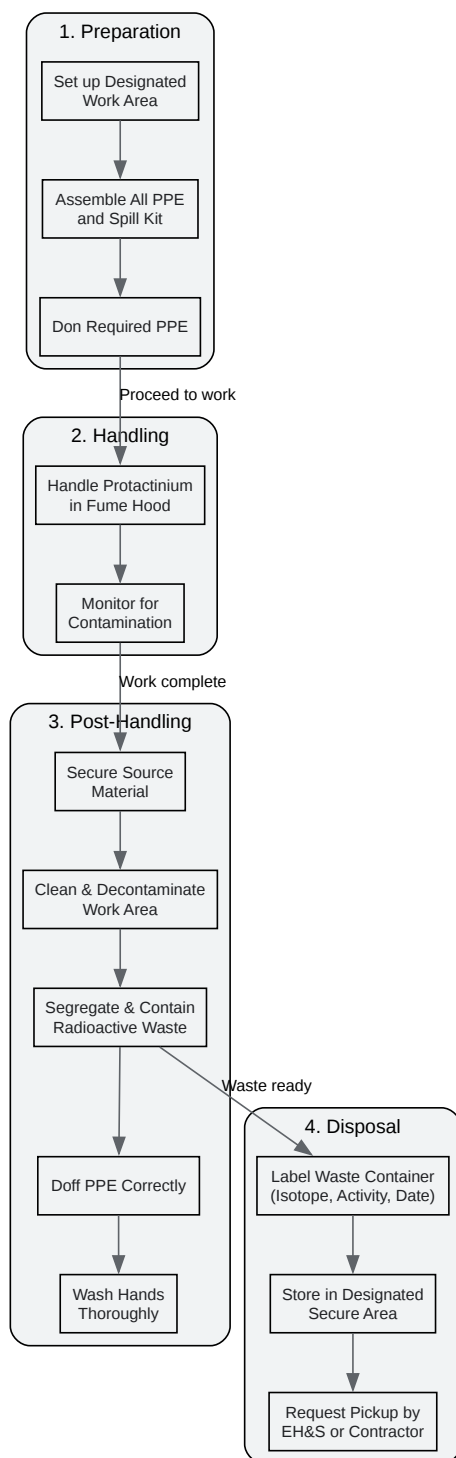 1. Preparation
Set up Designated
Work Area
Assemble All PPE
and Spill Kit
Don Required PPE
Proceed to work
2. Handling
Handle Protactinium
in Fume Hood
Monitor for
Contamination
Work complete
3. Post-Handling
Secure Source
Material
Clean & Decontaminate
Work Area
Segregate & Contain
Radioactive Waste
Waste ready
Doff PPE Correctly
Wash Hands
Thoroughly
4. Disposal
Label Waste Container
(Isotope, Activity, Date)
Store in Designated
Secure Area
Request Pickup by
EH&S or Contractor